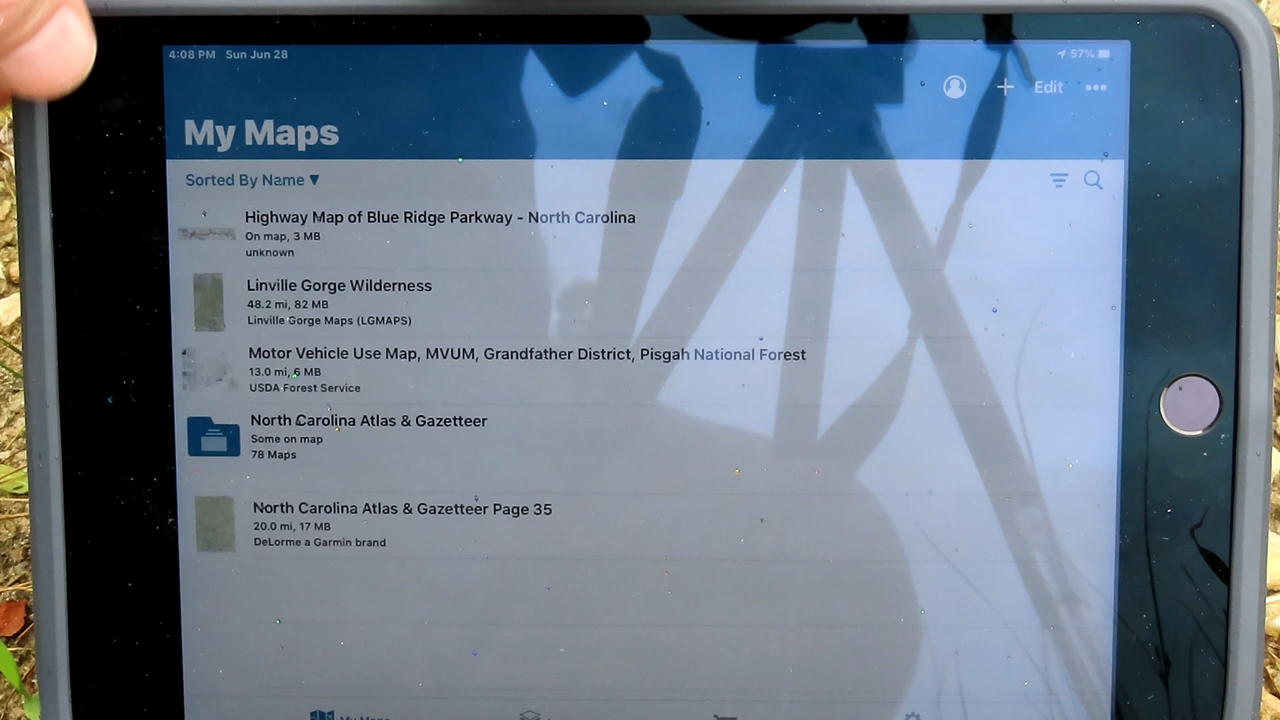 4:08 PM Sun Jun 28
57%
Edit
My Maps
Sorted By Name ▼
Highway Map of Blue Ridge Parkway - North Carolina
On map, 3 MB
unknown
Linville Gorge Wilderness
48.2 mi, 82 MB
Linville Gorge Maps (LGMAPS)
Motor Vehicle Use Map, MVUM, Grandfather District, Pisgah National Forest
13.0 mi, 6 MB
USDA Forest Service
North Carolina Atlas & Gazetteer
Some on map
78 Maps
North Carolina Atlas & Gazetteer Page 35
20.0 mi, 17 MB
DeLorme a Garmin brand
My Maps